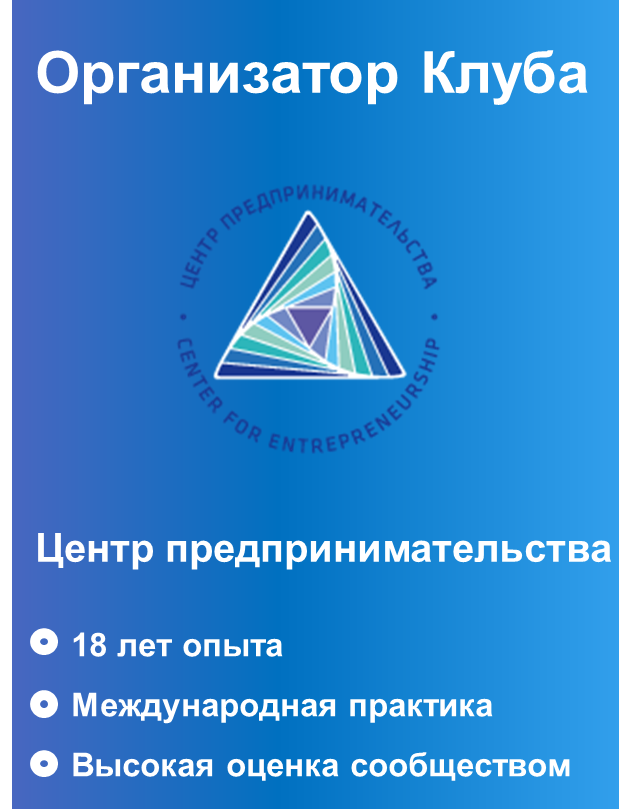 Организатор Клуба
ЦЕНТР ПРЕДПРИНИМАТЕЛЬСТВА
CENTER FOR ENTREPRENEURSHIP
Центр предпринимательства
18 лет опыта
Международная практика
Высокая оценка сообществом